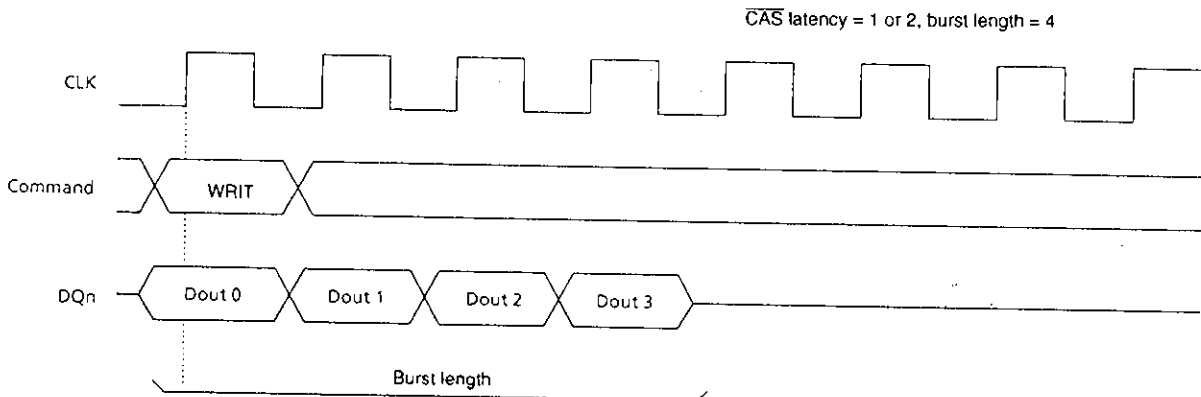 C̅A̅S̅ latency = 1 or 2, burst length = 4
CLK
Command
WRIT
DQn
Dout 0 Dout 1 Dout 2 Dout 3
Burst length